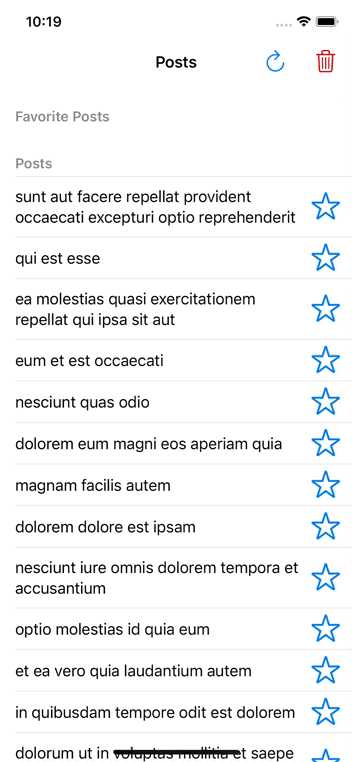 10:19
Posts
Favorite Posts
Posts
sunt aut facere repellat provident
occaecati excepturi optio reprehenderit
qui est esse
ea molestias quasi exercitationem
repellat qui ipsa sit aut
eum et est occaecati
nesciunt quas odio
dolorem eum magni eos aperiam quia
magnam facilis autem
dolorem dolore est ipsam
nesciunt iure omnis dolorem tempora et
accusantium
optio molestias id quia eum
et ea vero quia laudantium autem
in quibusdam tempore odit est dolorem
dolorum ut in voluptas mollitia et saepe